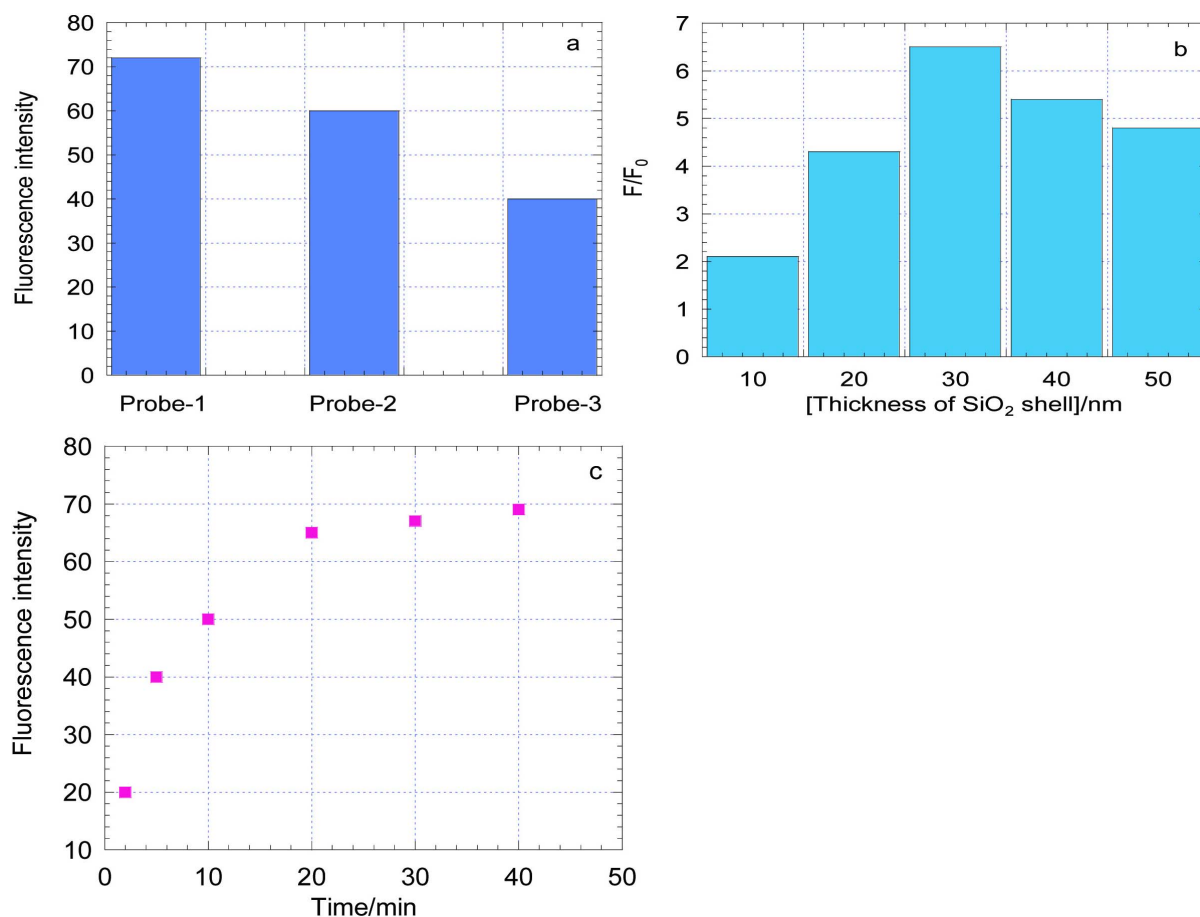 a
Fluorescence intensity
80
70
60
50
40
30
20
10
0
Probe-1 Probe-2 Probe-3
b
F/F₀
7
6
5
4
3
2
1
0
10 20 30 40 50
[Thickness of SiO₂ shell]/nm
c
Fluorescence intensity
80
70
60
50
40
30
20
10
0 10 20 30 40 50
Time/min